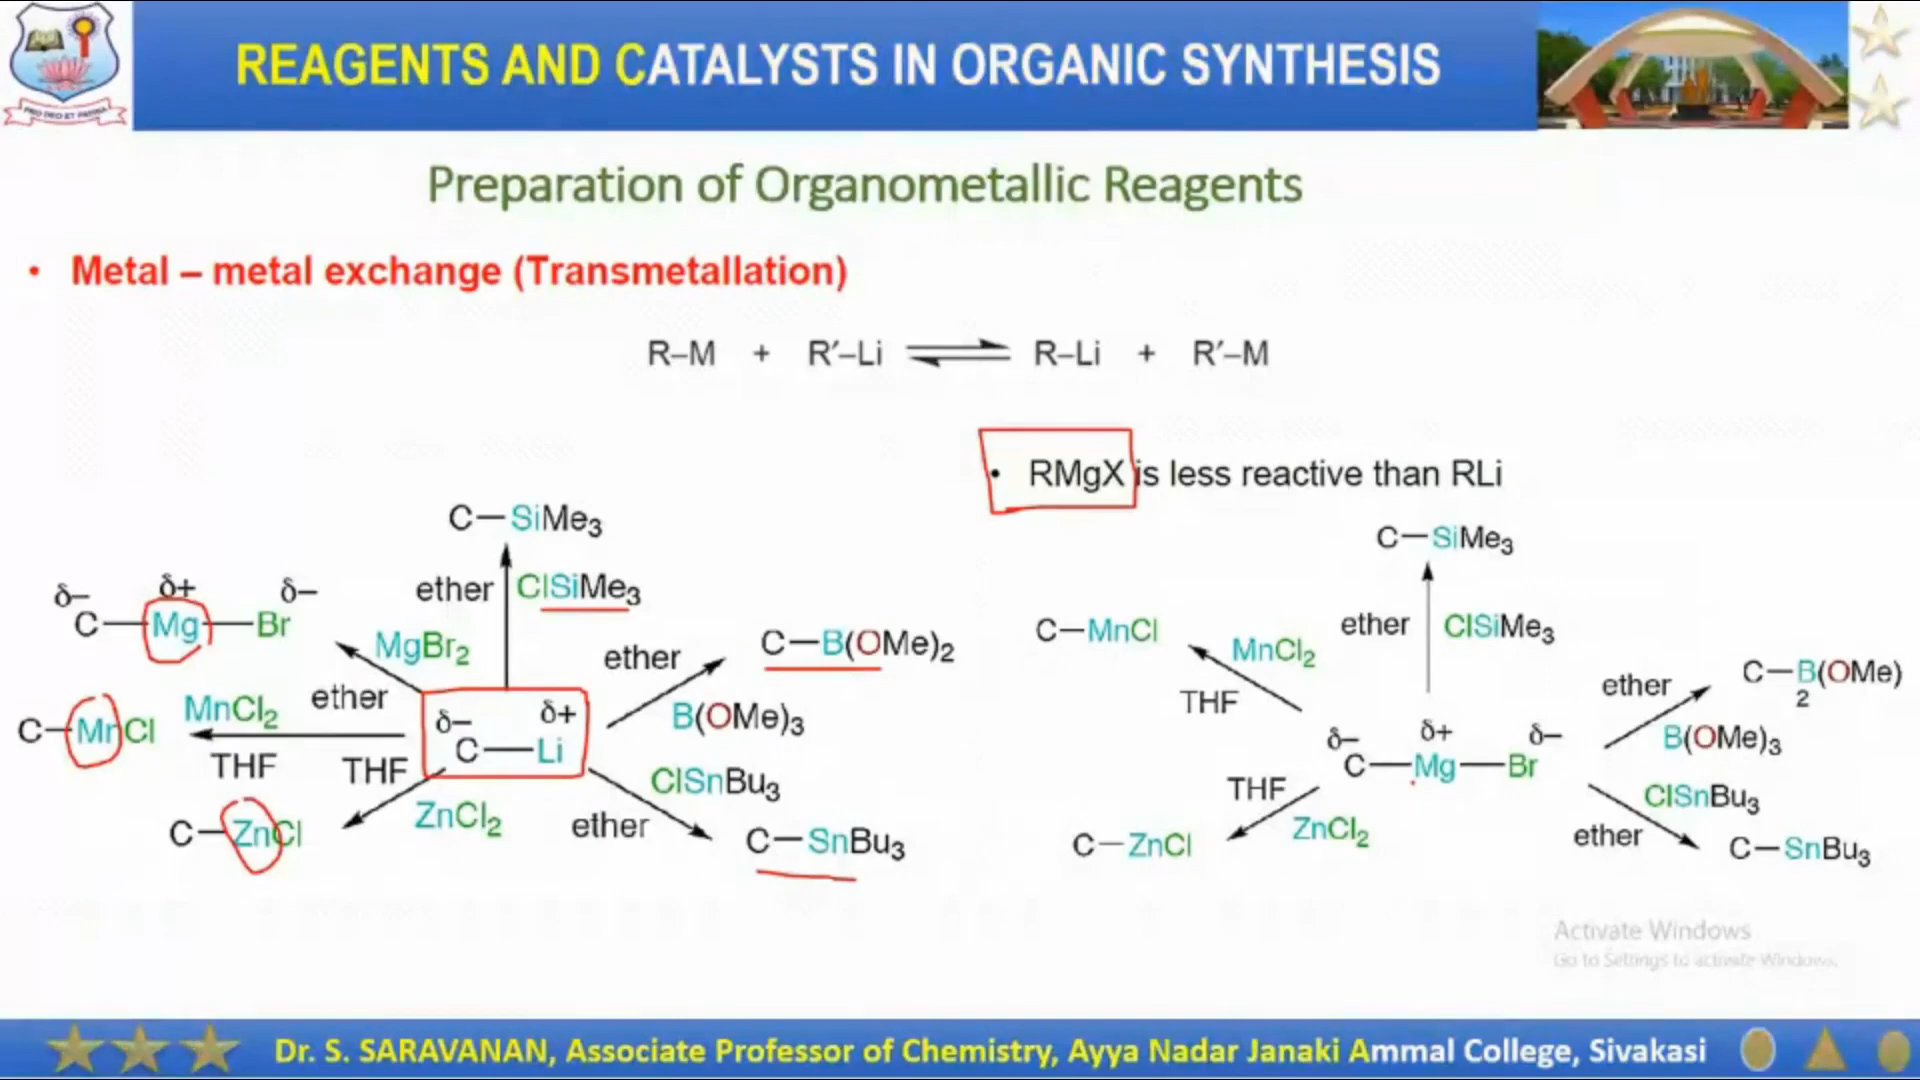 REAGENTS AND CATALYSTS IN ORGANIC SYNTHESIS
PRO DEO ET PATRIA
Preparation of Organometallic Reagents
• Metal – metal exchange (Transmetallation)
R–M + R′–Li ⇌ R–Li + R′–M
• RMgX is less reactive than RLi
C–SiMe3
ether ClSiMe3
δ– δ+ δ–
C–Mg–Br
MgBr2
ether
ether
C–B(OMe)2
B(OMe)3
C–MnCl
MnCl2
THF
δ– δ+
C–Li
THF
ZnCl2
C–ZnCl
ClSnBu3
ether
C–SnBu3
C–SiMe3
ether ClSiMe3
C–MnCl
MnCl2
THF
ether
C–B(OMe)
2
B(OMe)3
δ– δ+ δ–
C–Mg–Br
THF
ZnCl2
C–ZnCl
ClSnBu3
ether
C–SnBu3
Activate Windows
Go to Settings to activate Windows.
Dr. S. SARAVANAN, Associate Professor of Chemistry, Ayya Nadar Janaki Ammal College, Sivakasi